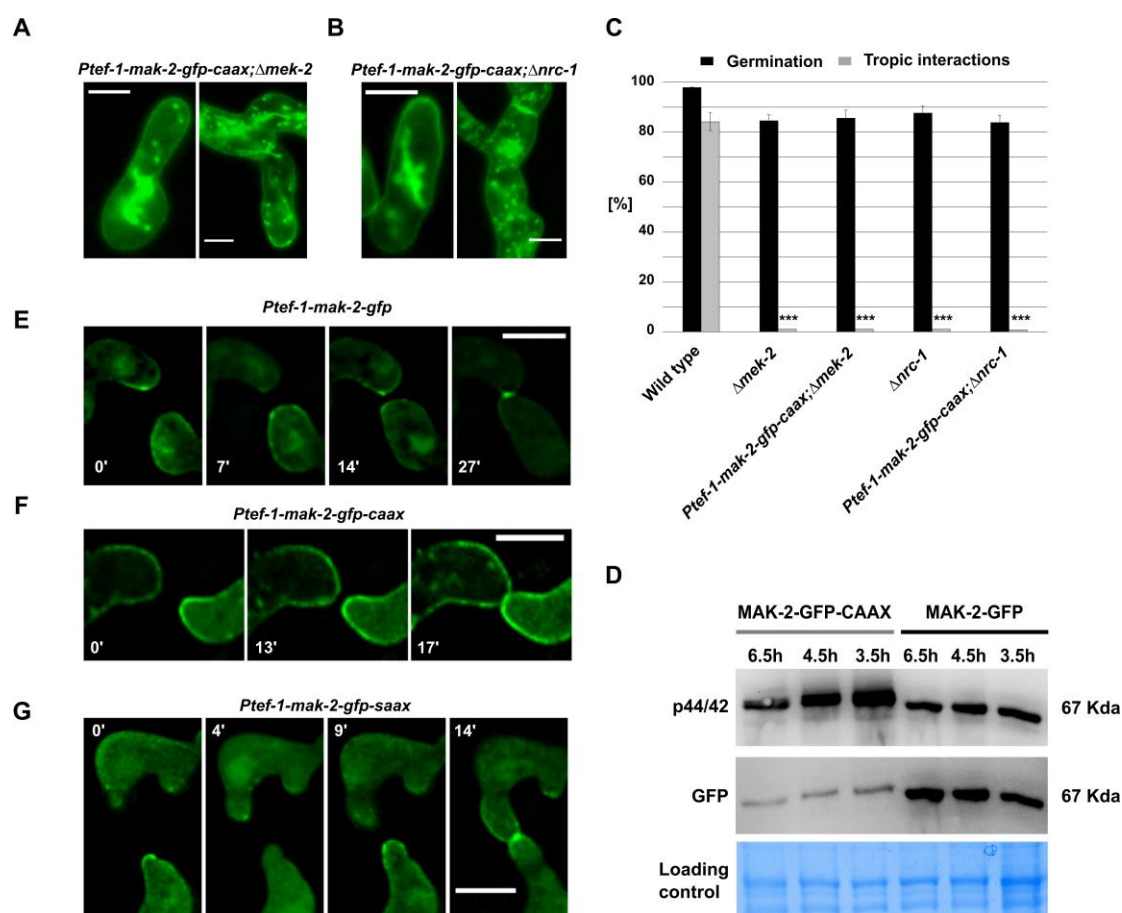 A
Ptef-1-mak-2-gfp-caax;Δmek-2
B
Ptef-1-mak-2-gfp-caax;Δnrc-1
C
Germination
Tropic interactions
100
80
60
[%]
40
20
0
***
***
***
***
Wild type
Δmek-2
Ptef-1-mak-2-gfp-caax;Δmek-2
Δnrc-1
Ptef-1-mak-2-gfp-caax;Δnrc-1
E
Ptef-1-mak-2-gfp
0'
7'
14'
27'
F
Ptef-1-mak-2-gfp-caax
0'
13'
17'
G
Ptef-1-mak-2-gfp-saax
0'
4'
9'
14'
D
MAK-2-GFP-CAAX
MAK-2-GFP
6.5h 4.5h 3.5h 6.5h 4.5h 3.5h
p44/42
67 Kda
GFP
67 Kda
Loading
control